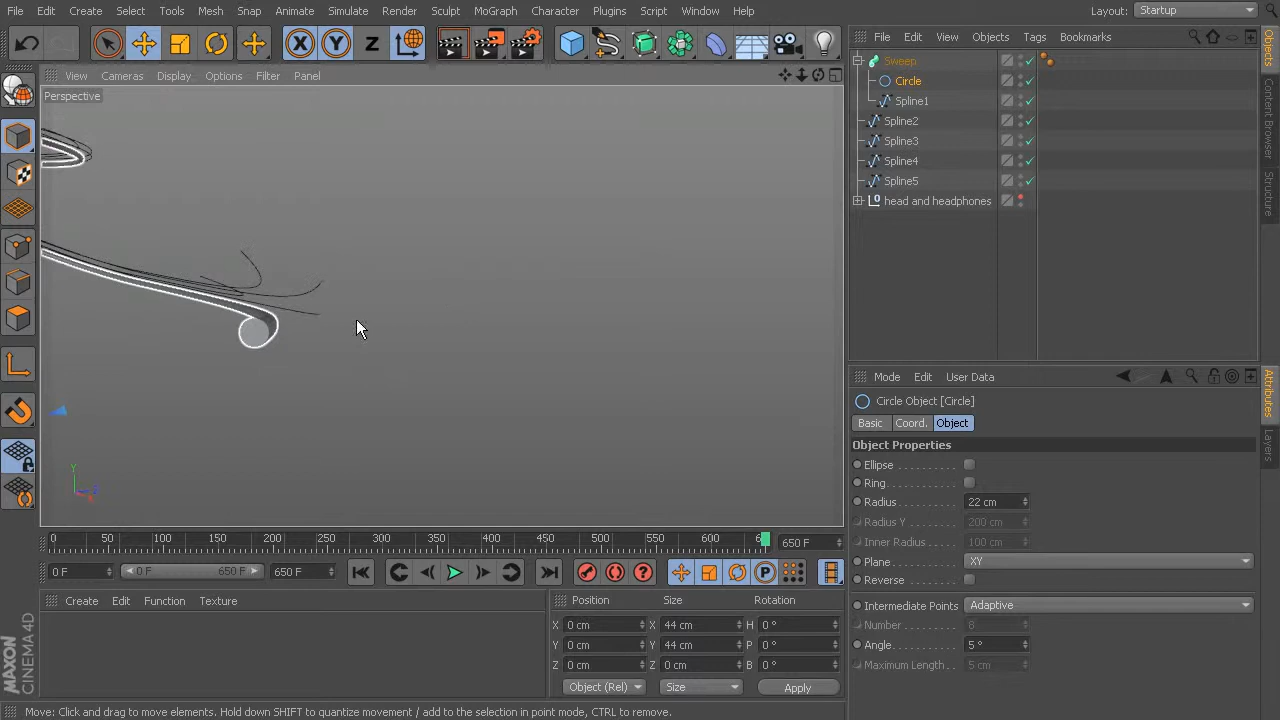 File Edit Create Select Tools Mesh Snap Animate Simulate Render Sculpt MoGraph Character Plugins Script Window Help Layout: Startup
X Y Z
File Edit View Objects Tags Bookmarks
View Cameras Display Options Filter Panel
Perspective
Sweep
Circle
Spline1
Spline2
Spline3
Spline4
Spline5
head and headphones
Objects
Content Browser
Structure
Mode Edit User Data
Circle Object [Circle]
Basic Coord. Object
Object Properties
Ellipse
Ring
Radius 22 cm
Radius Y 200 cm
Inner Radius 100 cm
Plane XY
Reverse
Intermediate Points Adaptive
Number 8
Angle 5 °
Maximum Length 5 cm
Attributes
Layers
Y
0 50 100 150 200 250 300 350 400 450 500 550 600 650 F
0 F 0 F 650 F 650 F
P
Create Edit Function Texture
Position Size Rotation
X 0 cm X 44 cm H 0 °
Y 0 cm Y 44 cm P 0 °
Z 0 cm Z 0 cm B 0 °
Object (Rel) Size Apply
MAXON
CINEMA 4D
Move: Click and drag to move elements. Hold down SHIFT to quantize movement / add to the selection in point mode, CTRL to remove.